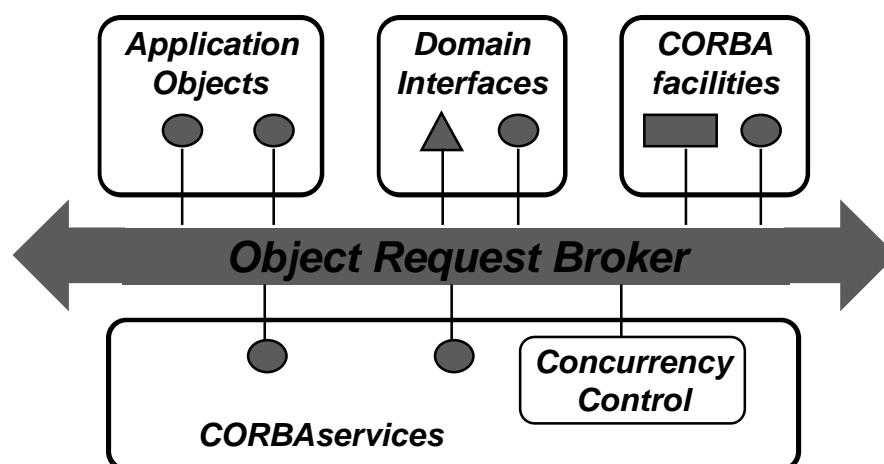 Application
Objects
Domain
Interfaces
CORBA
facilities
Object Request Broker
Concurrency
Control
CORBAservices